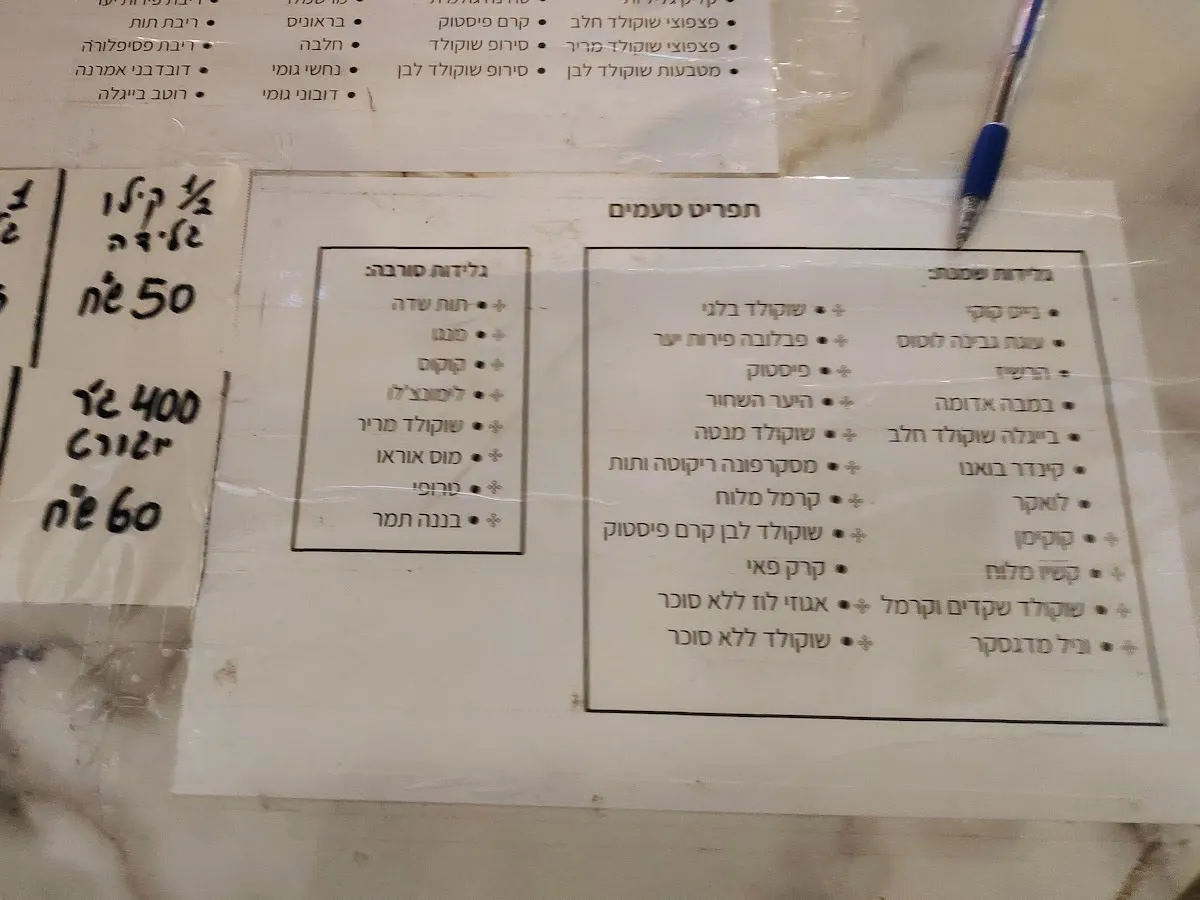 פצפוצי שוקולד חלב
פצפוצי שוקולד מריר
מטבעות שוקולד לבן
קרם פיסטוק
סירופ שוקולד
סירופ שוקולד לבן
בראוניס
חלבה
נחשי גומי
דובוני גומי
ריבת תות
ריבת פסיפלורה
דובדבני אמרנה
רוטב בייגלה
1/2 קילו
גלידה
50 ש"ח
400 גר'
יוגורט
60 ש"ח
תפריט טעמים
גלידות שמנת:
נייס קוקי
עוגת גבינה לוטוס
הרשיז
במבה אדומה
בייגלה שוקולד חלב
קינדר בואנו
לואקר
קוקימן
קשיו מלוח
שוקולד שקדים וקרמל
וניל מדגסקר
שוקולד בלגי
פבלובה פירות יער
פיסטוק
היער השחור
שוקולד מנטה
מסקרפונה ריקוטה ותות
קרמל מלוח
שוקולד לבן קרם פיסטוק
קרק פאי
אגוזי לוז ללא סוכר
שוקולד ללא סוכר
גלידות סורבה:
תות שדה
מנגו
קוקוס
לימונצ'לו
שוקולד מריר
מוס אוראו
טרופי
בננה תמר